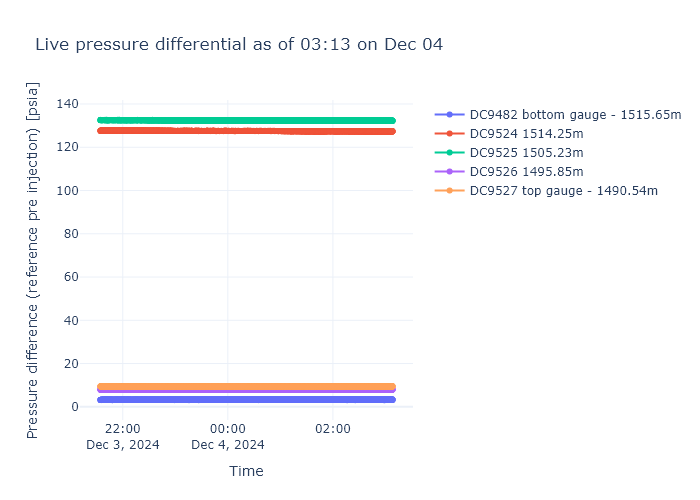 Live pressure differential as of 03:13 on Dec 04
Pressure difference (reference pre injection) [psia]
140
120
100
80
60
40
20
0
22:00
Dec 3, 2024
00:00
Dec 4, 2024
02:00
Time
DC9482 bottom gauge - 1515.65m
DC9524 1514.25m
DC9525 1505.23m
DC9526 1495.85m
DC9527 top gauge - 1490.54m